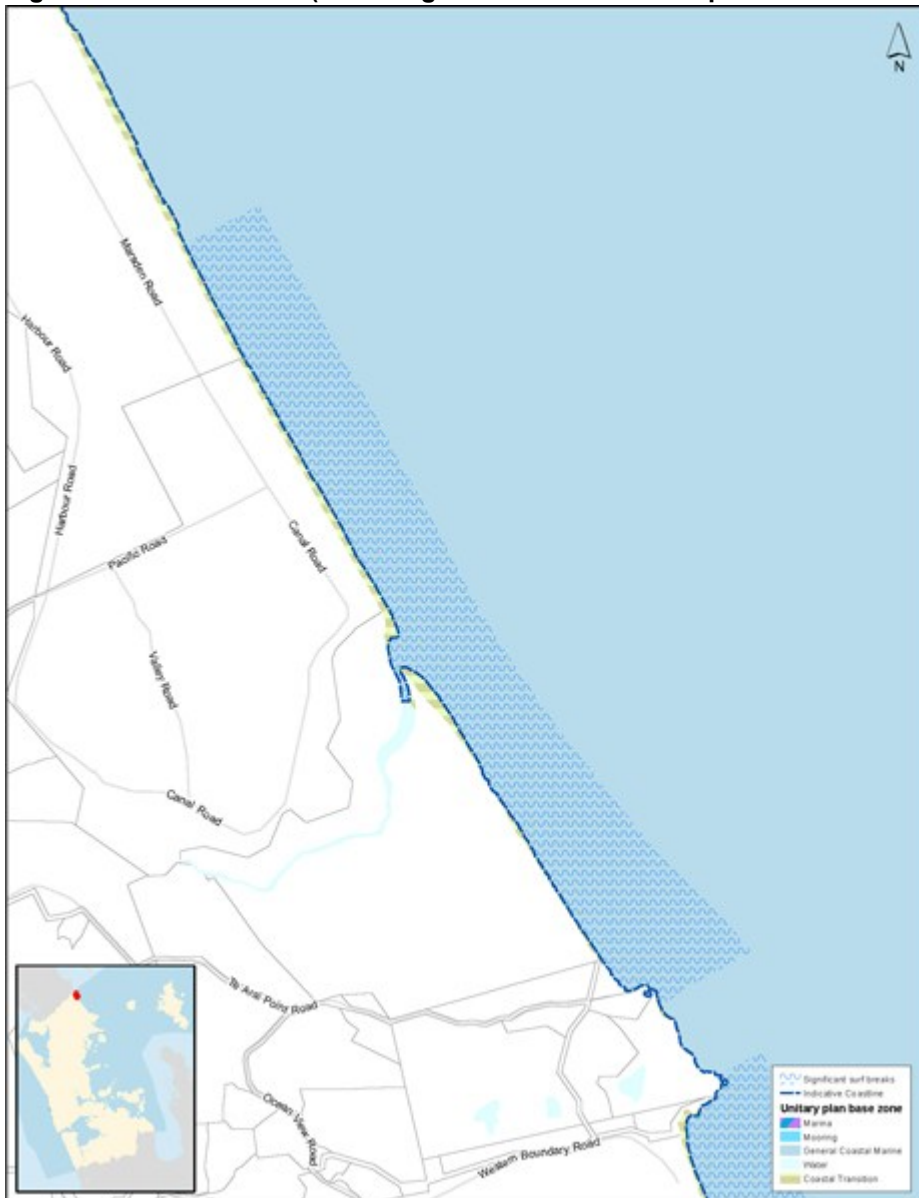 N
Marsden Road
Harbour Road
Harbour Road
Pacific Road
Canal Road
Valley Road
Canal Road
Te Arai Point Road
Ocean View Road
Western Boundary Road
Significant surf breaks
Indicative Coastline
Unitary plan base zone
Marina
Mooring
General Coastal Marine
Water
Coastal Transition